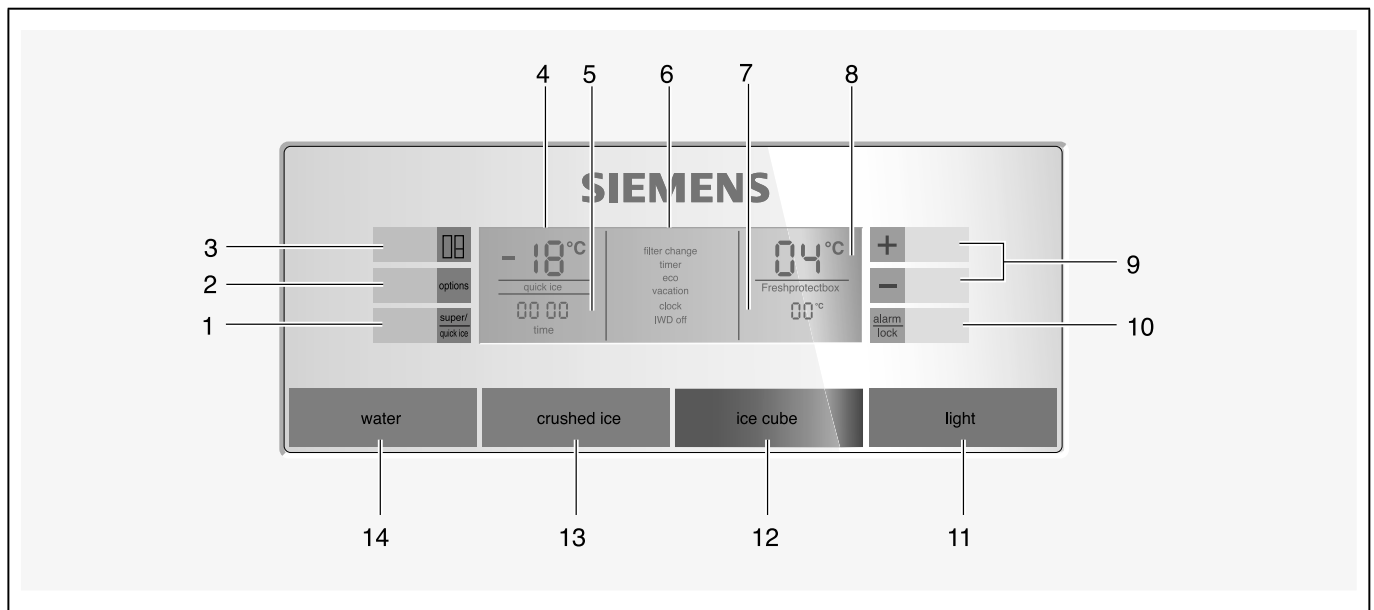 4 5 6 7 8
SIEMENS
3
2 options
1 super/
quick ice
- 18°C
quick ice
00 00
time
filter change
timer
eco
vacation
clock
IWD off
04°C
Freshprotectbox
00°C
+
−
9
alarm
lock
10
water crushed ice ice cube light
14 13 12 11